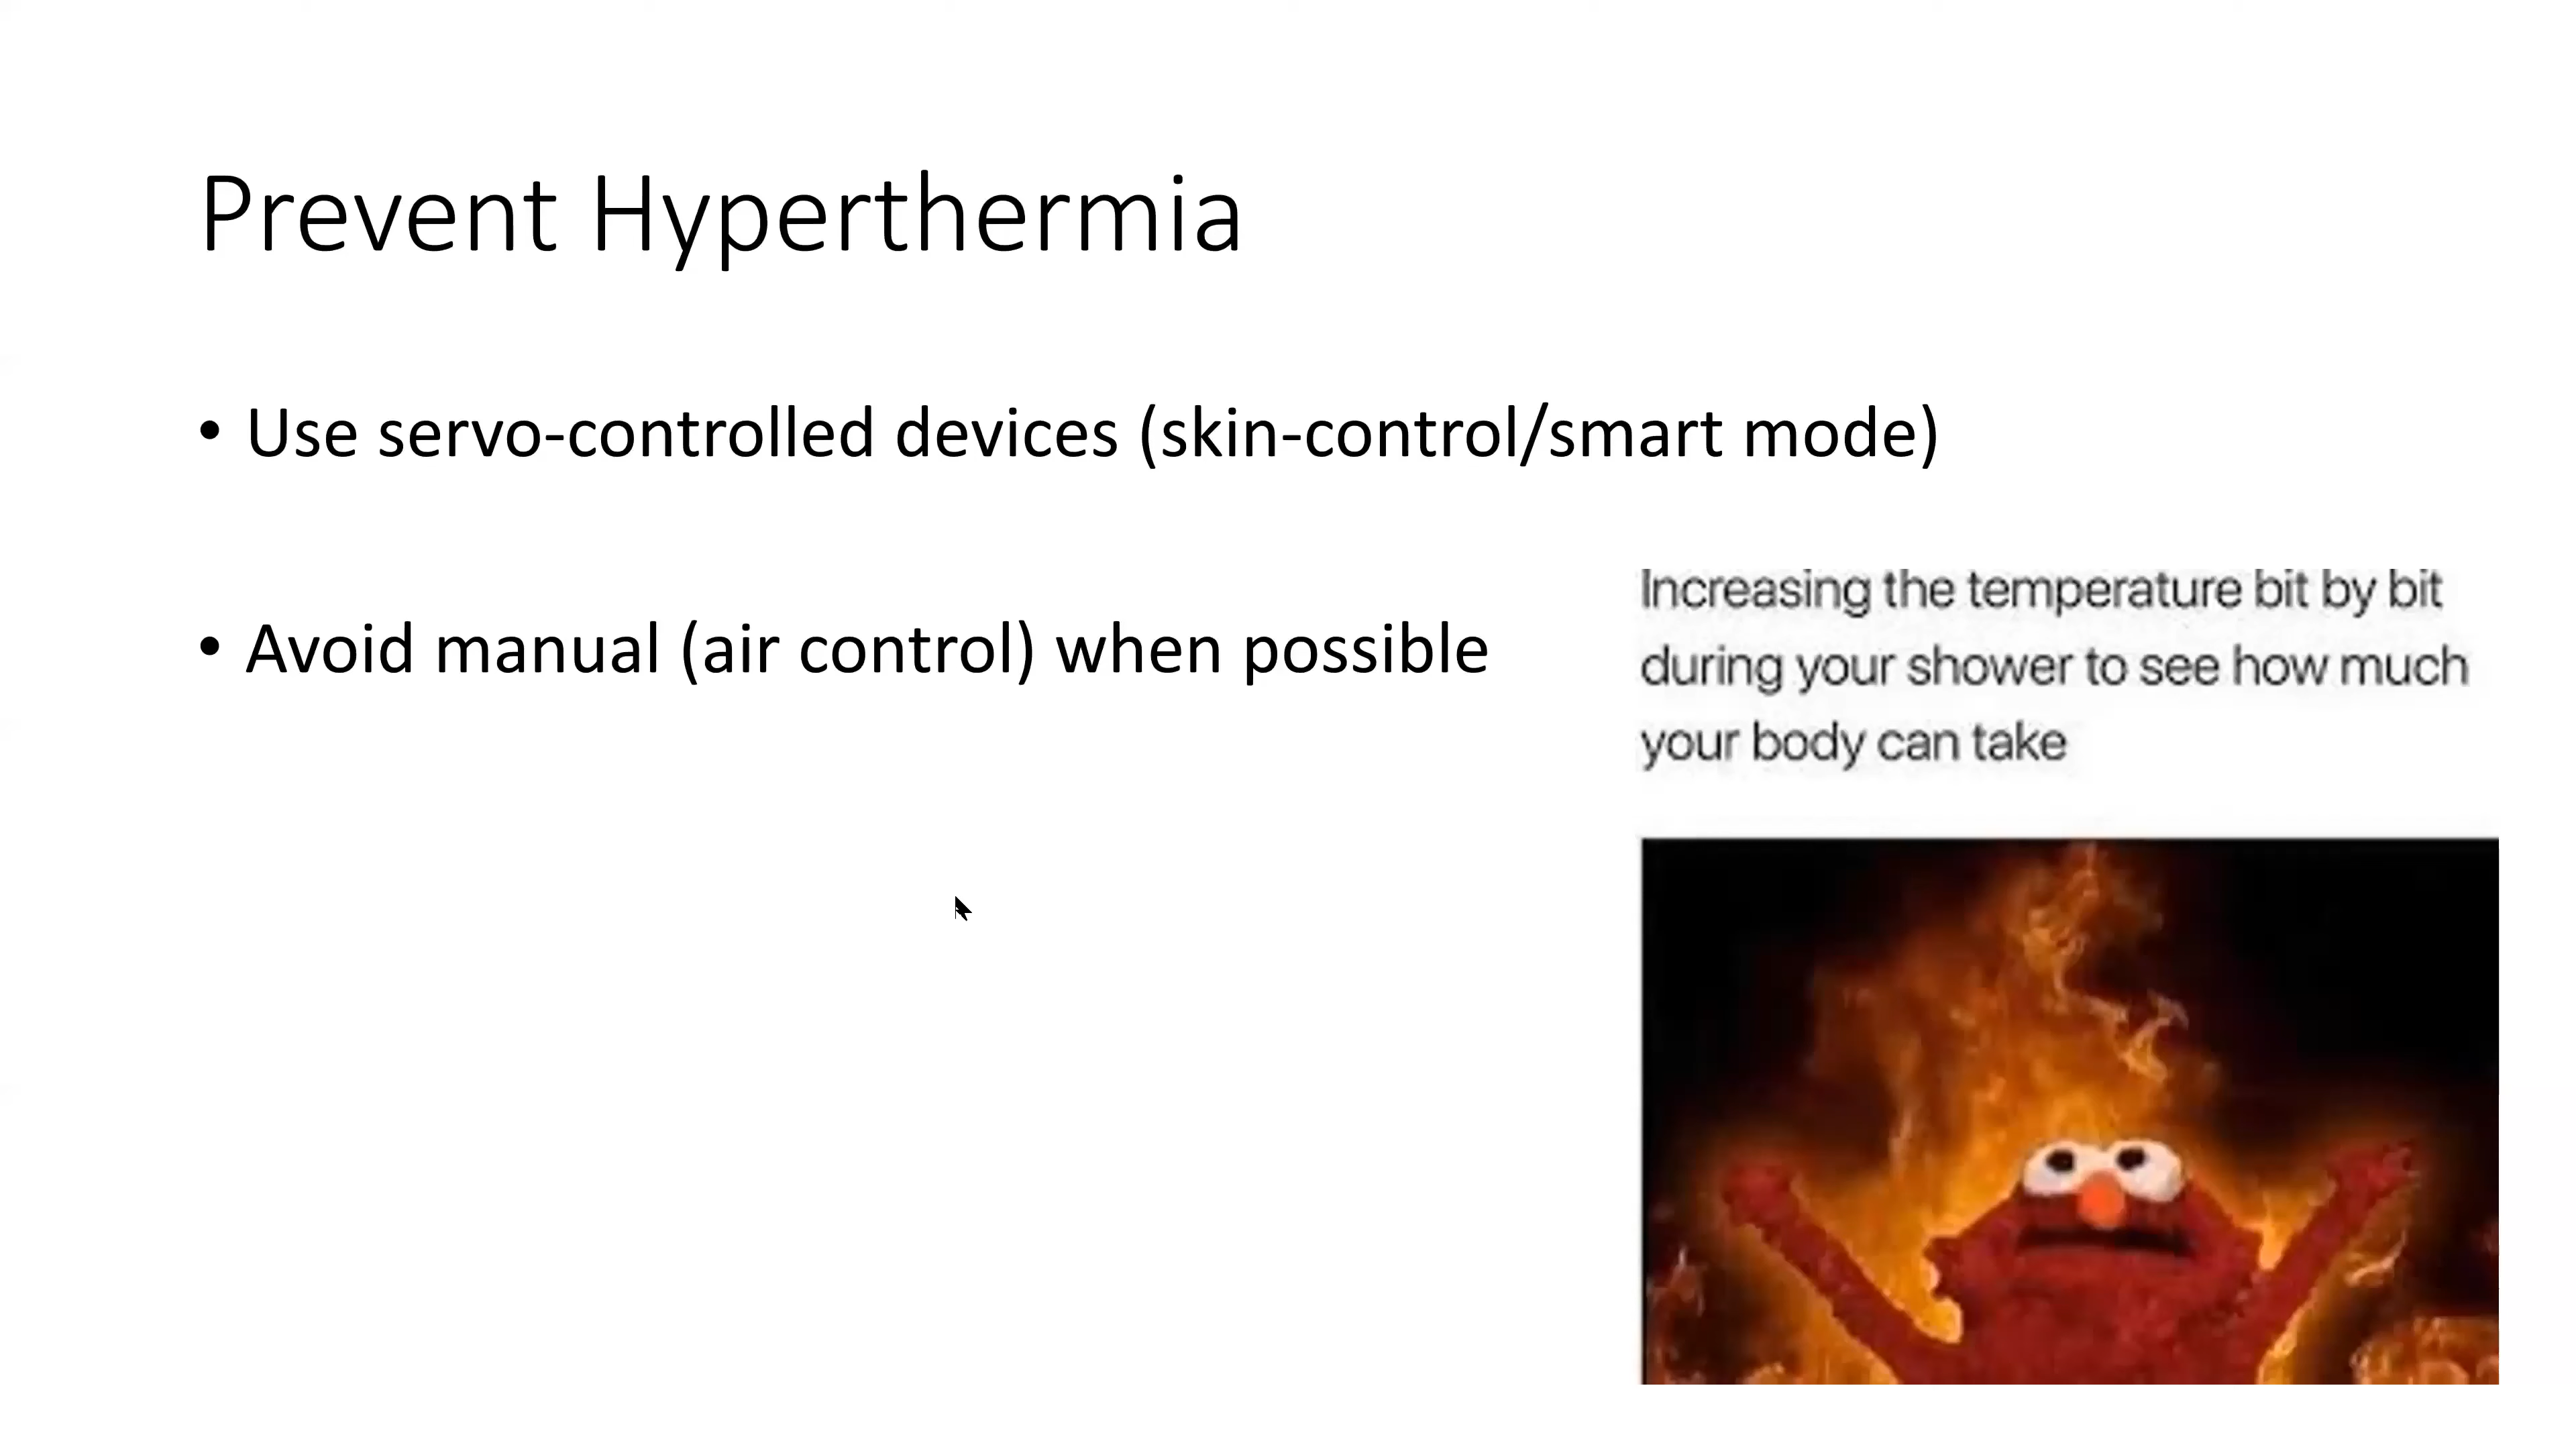 Prevent Hyperthermia
• Use servo-controlled devices (skin-control/smart mode)
• Avoid manual (air control) when possible
Increasing the temperature bit by bit
during your shower to see how much
your body can take